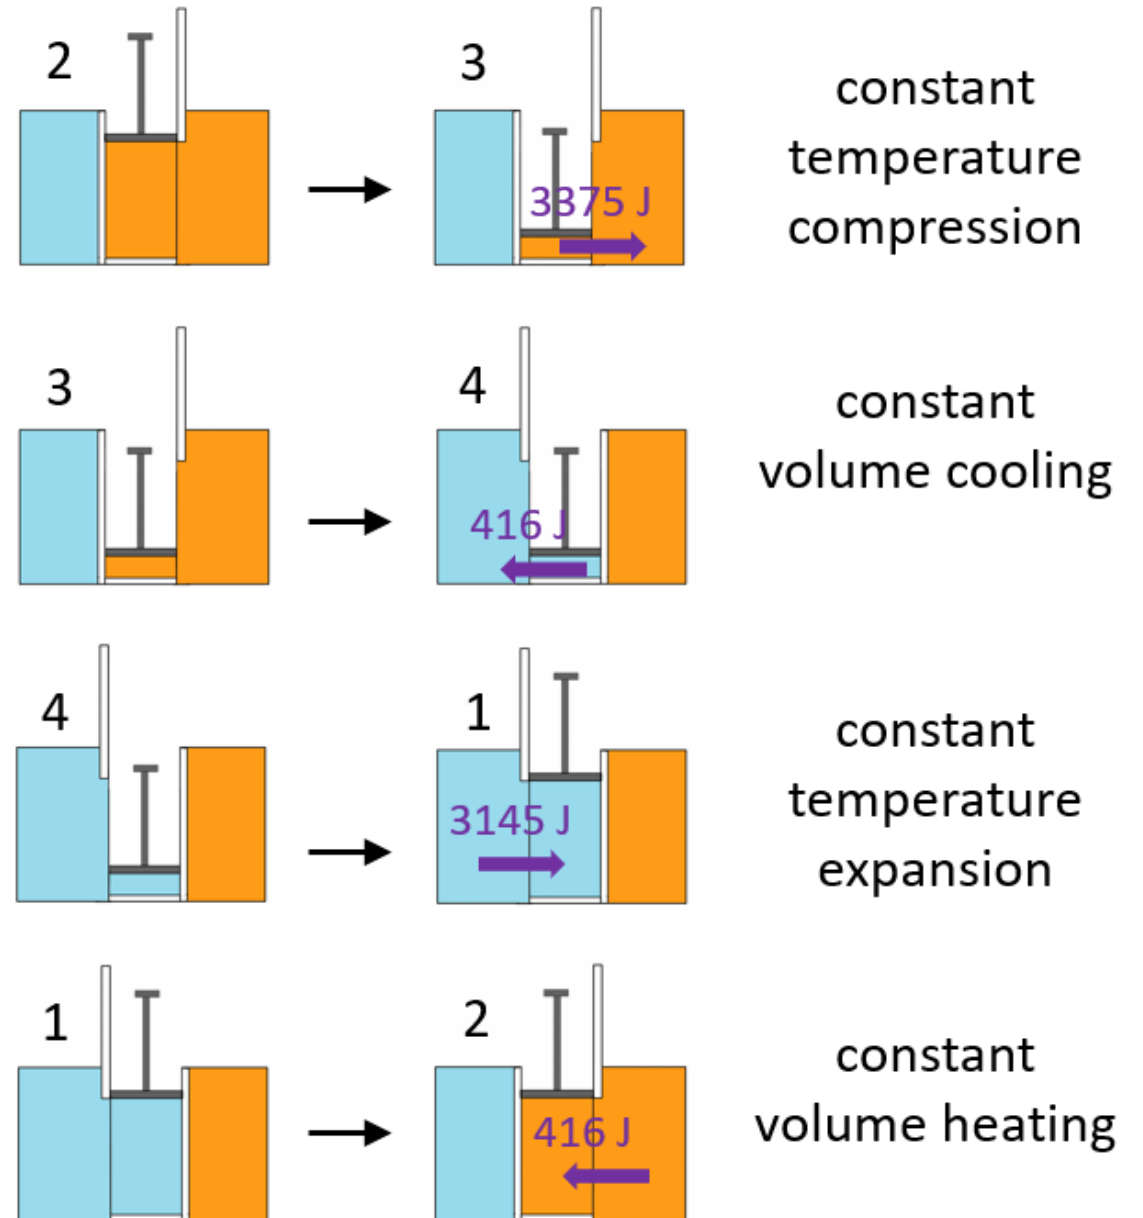 2
3
3375 J
constant
temperature
compression
3
4
416 J
constant
volume cooling
4
1
3145 J
constant
temperature
expansion
1
2
416 J
constant
volume heating